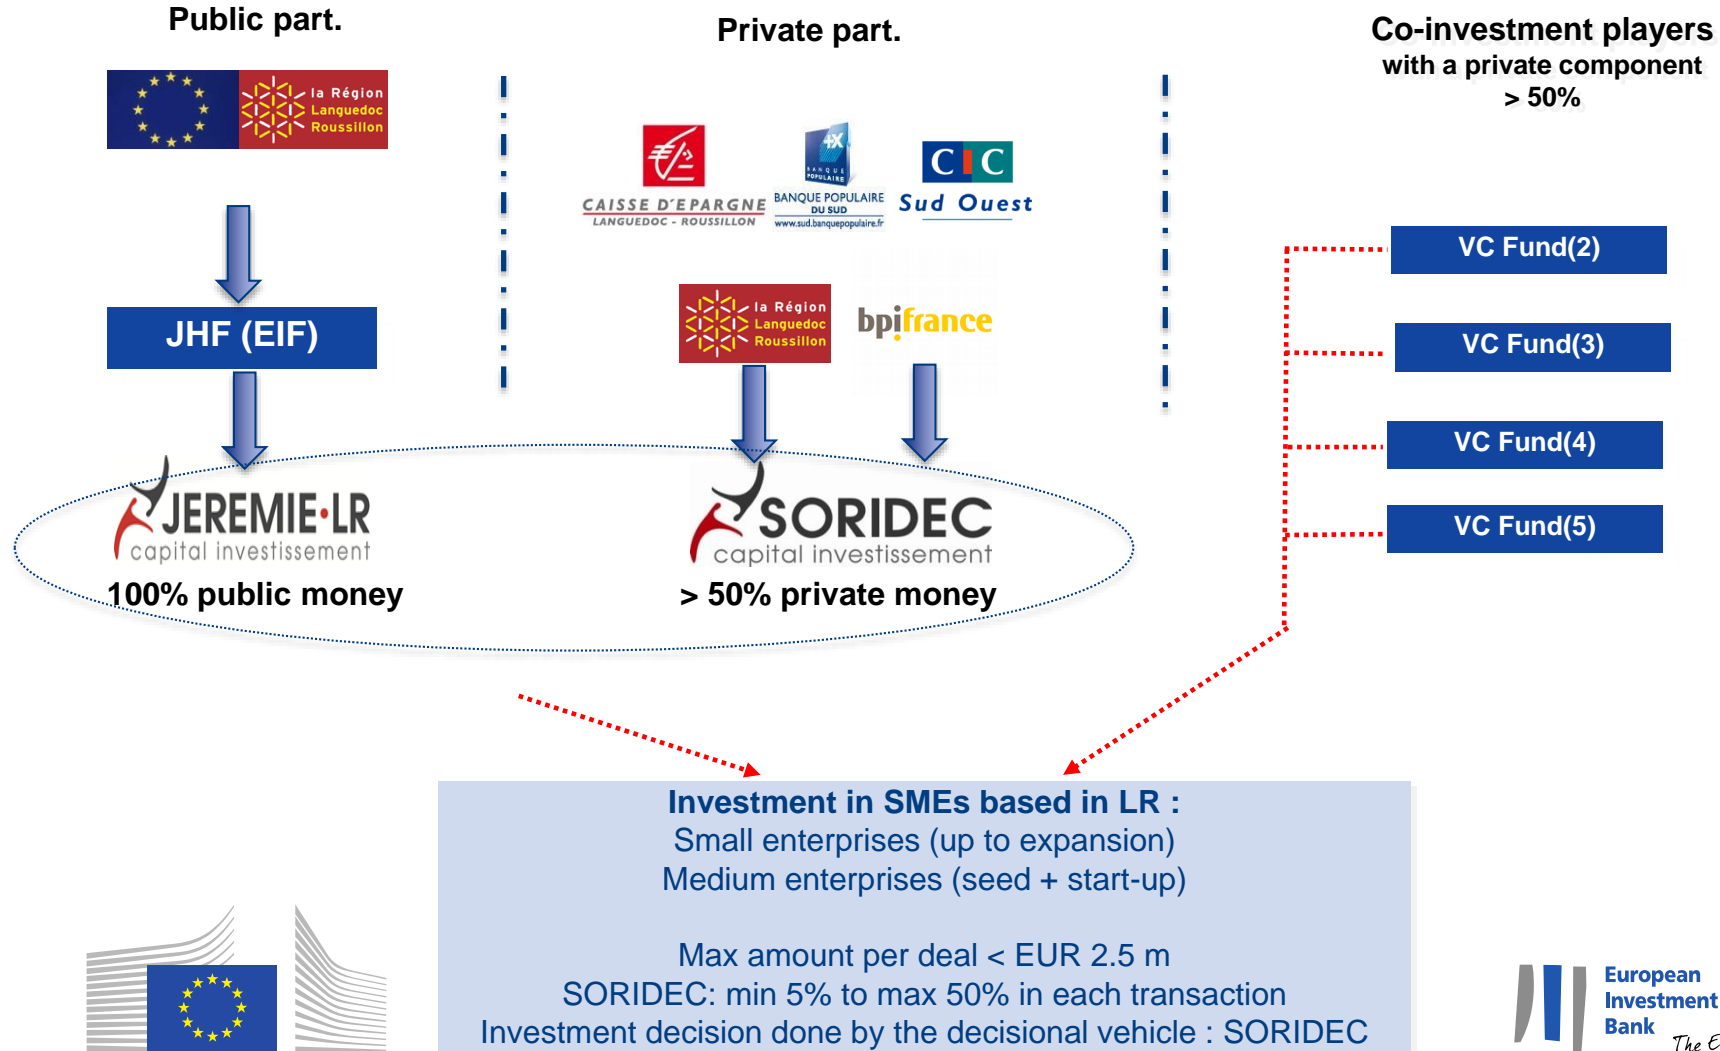 Public part.
Private part.
Co-investment players
with a private component
> 50%
la Région
Languedoc
Roussillon
CAISSE D'EPARGNE
LANGUEDOC - ROUSSILLON
BANQUE
POPULAIRE
BANQUE POPULAIRE
DU SUD
www.sud.banquepopulaire.fr
CIC
Sud Ouest
VC Fund(2)
JHF (EIF)
la Région
Languedoc
Roussillon
bpifrance
VC Fund(3)
VC Fund(4)
VC Fund(5)
JEREMIE•LR
capital investissement
100% public money
SORIDEC
capital investissement
> 50% private money
Investment in SMEs based in LR :
Small enterprises (up to expansion)
Medium enterprises (seed + start-up)
Max amount per deal < EUR 2.5 m
SORIDEC: min 5% to max 50% in each transaction
Investment decision done by the decisional vehicle : SORIDEC
European
Investment
Bank
The E